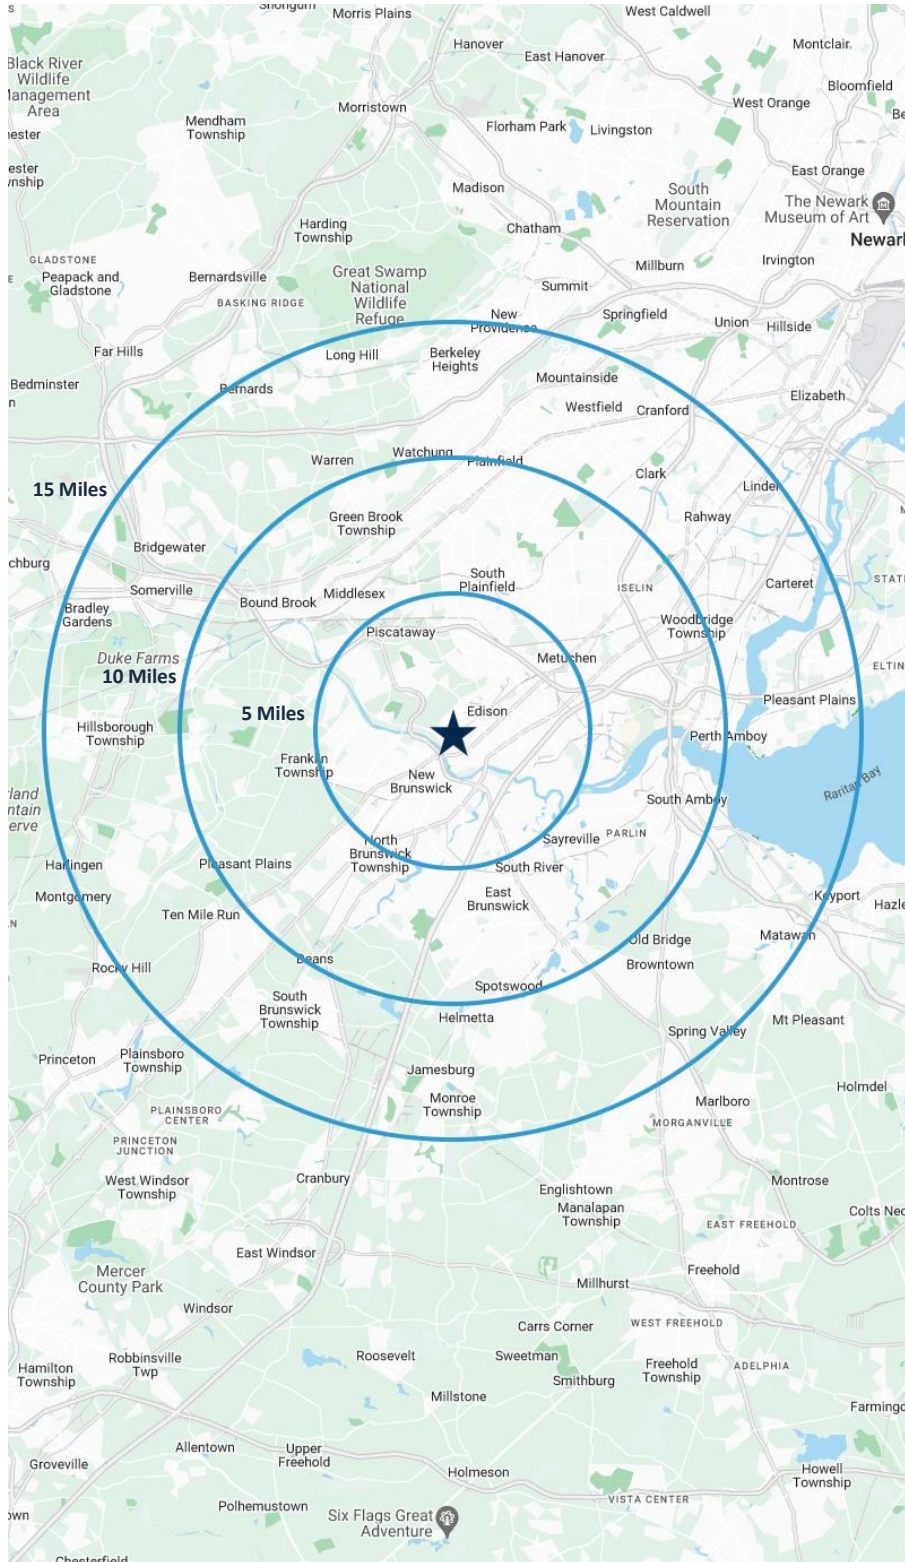 Morris Plains
West Caldwell
Hanover
East Hanover
Montclair
Black River
Wildlife
Management
Area
Bloomfield
Morristown
West Orange
Mendham
Township
Florham Park
Livingston
East Orange
Madison
South
Mountain
Reservation
The Newark
Museum of Art
Harding
Township
Chatham
Newark
GLADSTONE
Peapack and
Gladstone
Bernardsville
Great Swamp
National
Wildlife
Refuge
Millburn
Irvington
BASKING RIDGE
Summit
New
Providence
Springfield
Union
Hillside
Far Hills
Long Hill
Berkeley
Heights
Bedminster
Bernards
Mountainside
Elizabeth
Westfield
Cranford
Warren
Watchung
Plainfield
Clark
15 Miles
Linden
Green Brook
Township
Rahway
Bridgewater
South
Plainfield
Somerville
Middlesex
ISELIN
Carteret
Bound Brook
Bradley
Gardens
Piscataway
Woodbridge
Township
Duke Farms
Metuchen
10 Miles
Pleasant Plains
5 Miles
Edison
Hillsborough
Township
Perth Amboy
Franklin
Township
New
Brunswick
Raritan Bay
South Amboy
North
Brunswick
Township
Sayreville
PARLIN
Harlingen
Pleasant Plains
South River
Montgomery
East
Brunswick
Keyport
Ten Mile Run
Matawan
Old Bridge
Deans
Browntown
Rocky Hill
Spotswood
South
Brunswick
Township
Helmetta
Mt Pleasant
Spring Valley
Princeton
Plainsboro
Township
Jamesburg
Holmdel
Monroe
Township
Marlboro
PLAINSBORO
CENTER
MORGANVILLE
PRINCETON
JUNCTION
West Windsor
Township
Cranbury
Montrose
Englishtown
Manalapan
Township
EAST FREEHOLD
East Windsor
Mercer
County Park
Freehold
Millhurst
Windsor
Carrs Corner
WEST FREEHOLD
Hamilton
Township
Robbinsville
Twp
Roosevelt
Sweetman
Freehold
Township
ADELPHIA
Smithburg
Millstone
Allentown
Upper
Freehold
Groveville
Holmeson
Howell
Township
Polhemustown
VISTA CENTER
Six Flags Great
Adventure
Chesterfield